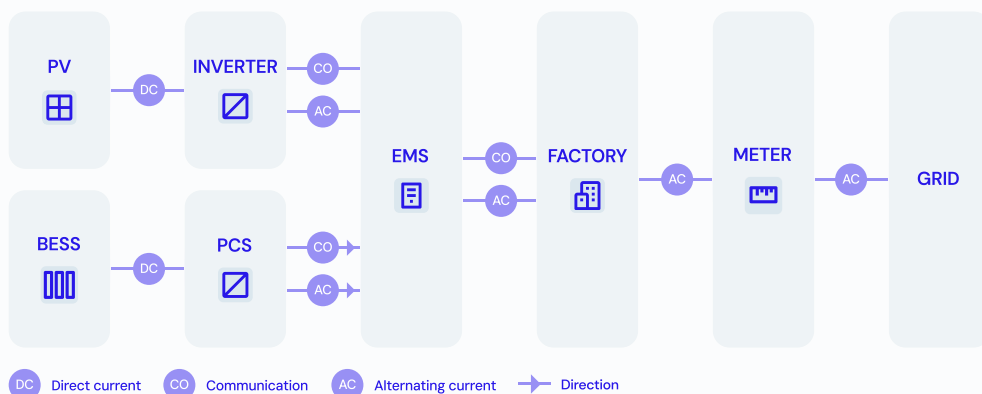 PV
DC
INVERTER
CO
AC
EMS
CO
AC
FACTORY
AC
METER
AC
GRID
BESS
DC
PCS
CO
AC
DC Direct current
CO Communication
AC Alternating current
Direction